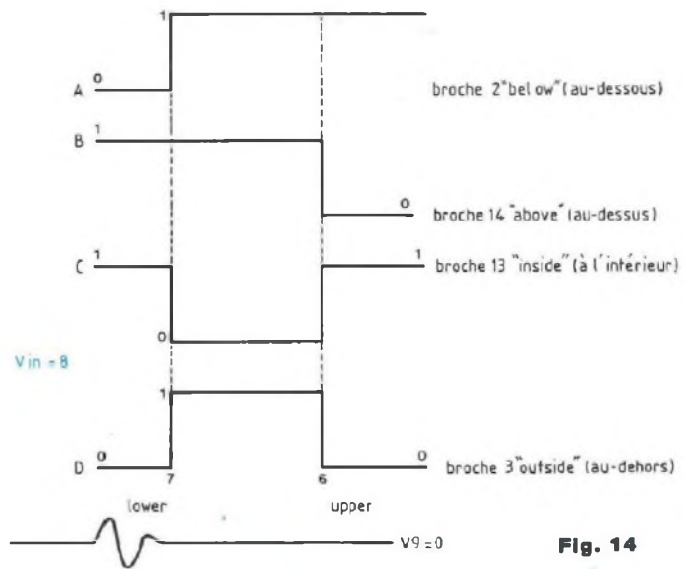 1
0
A
broche 2 "below" (au-dessous)
1
B
0
broche 14 "above" (au-dessus)
1
1
C
broche 13 "inside" (à l'intérieur)
0
Vin = 8
1
0
0
D
broche 3 "outside" (au-dehors)
7
6
lower
upper
V9 = 0
Fig. 14